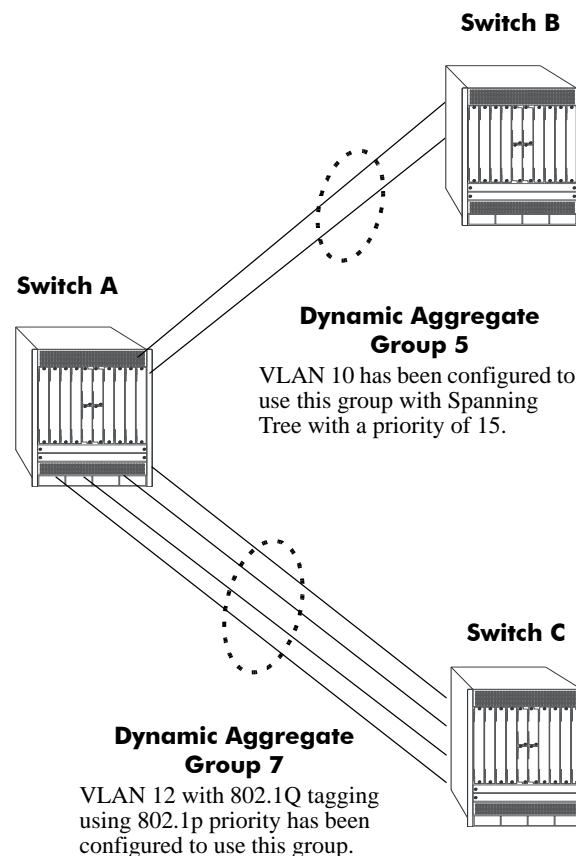 Switch B
Switch A
Dynamic Aggregate
Group 5
VLAN 10 has been configured to
use this group with Spanning
Tree with a priority of 15.
Switch C
Dynamic Aggregate
Group 7
VLAN 12 with 802.1Q tagging
using 802.1p priority has been
configured to use this group.